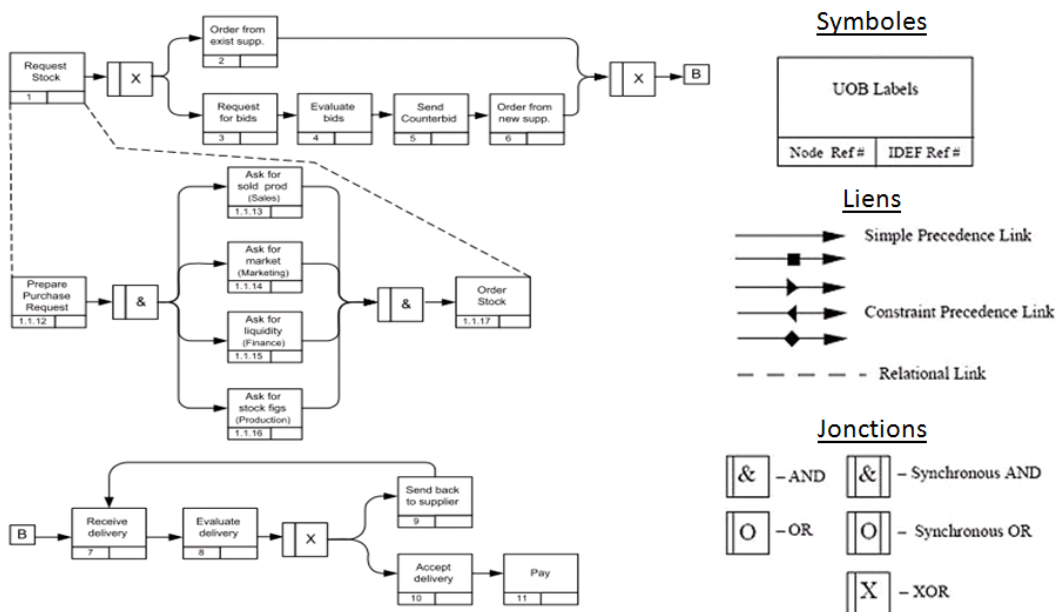 Symboles
Order from
exist supp.
2
Request
Stock
1
X
X
B
UOB Labels
Request
for bids
3
Evaluate
bids
4
Send
Counterbid
5
Order from
new supp.
6
Node Ref #
IDEF Ref #
Ask for
sold prod
(Sales)
1.1.13
Liens
Simple Precedence Link
Ask for
market
(Marketing)
1.1.14
Prepare
Purchase
Request
1.1.12
&
&
Order
Stock
1.1.17
Constraint Precedence Link
Ask for
liquidity
(Finance)
1.1.15
Relational Link
Ask for
stock figs
(Production)
1.1.16
Jonctions
& – AND
& – Synchronous AND
O – OR
O – Synchronous OR
X – XOR
Send back
to supplier
9
B
Receive
delivery
7
Evaluate
delivery
8
X
Accept
delivery
10
Pay
11